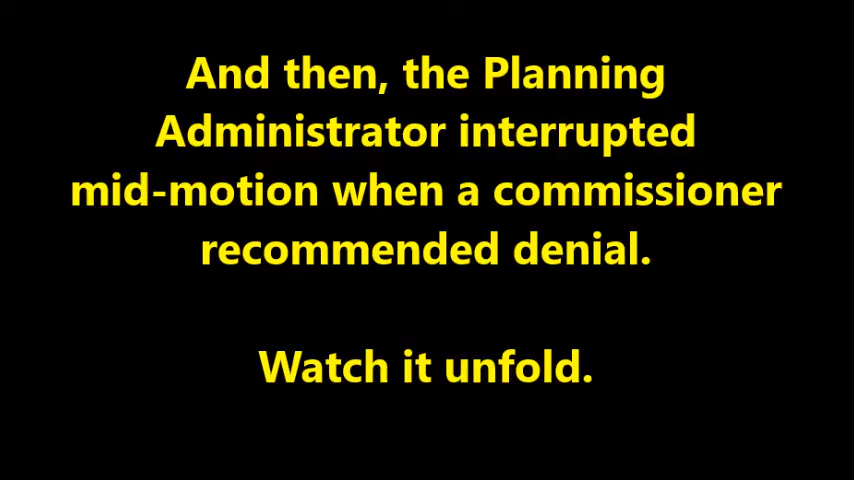 And then, the Planning
Administrator interrupted
mid-motion when a commissioner
recommended denial.
Watch it unfold.